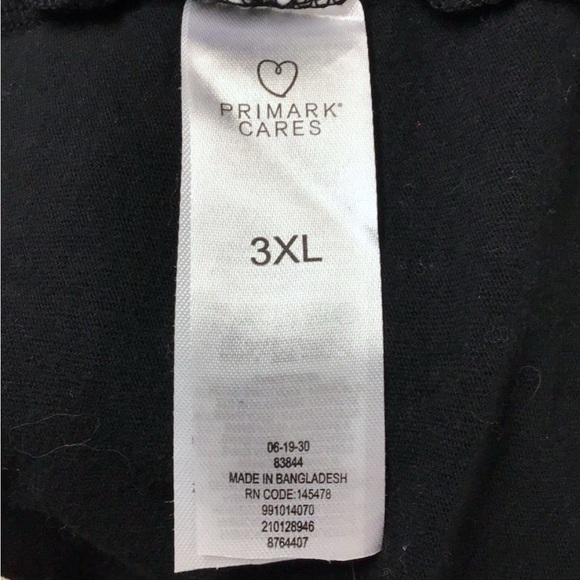 PRIMARK®
CARES
3XL
06-19-30
83844
MADE IN BANGLADESH
RN CODE:145478
991014070
210128946
8764407